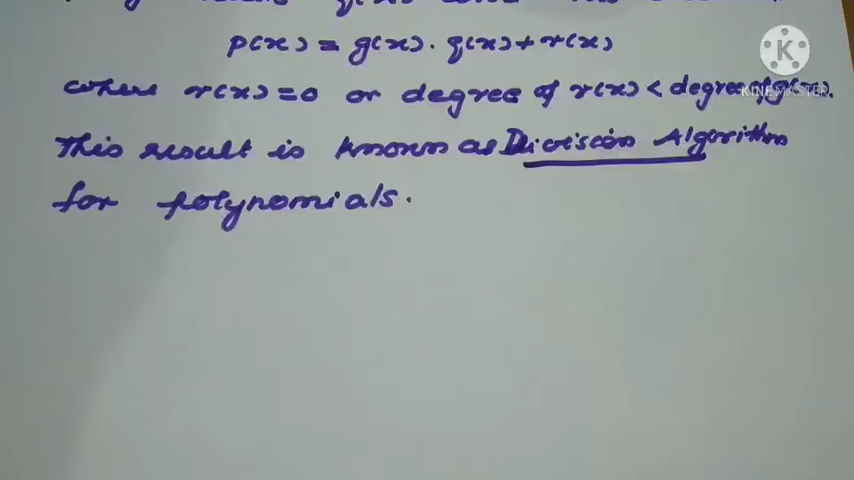 p(x) = g(x). q(x) + r(x)
where r(x) = 0 or degree of r(x) < degree of g(x).
This result is known as Division Algorithm
for polynomials.
K
KINEMASTER